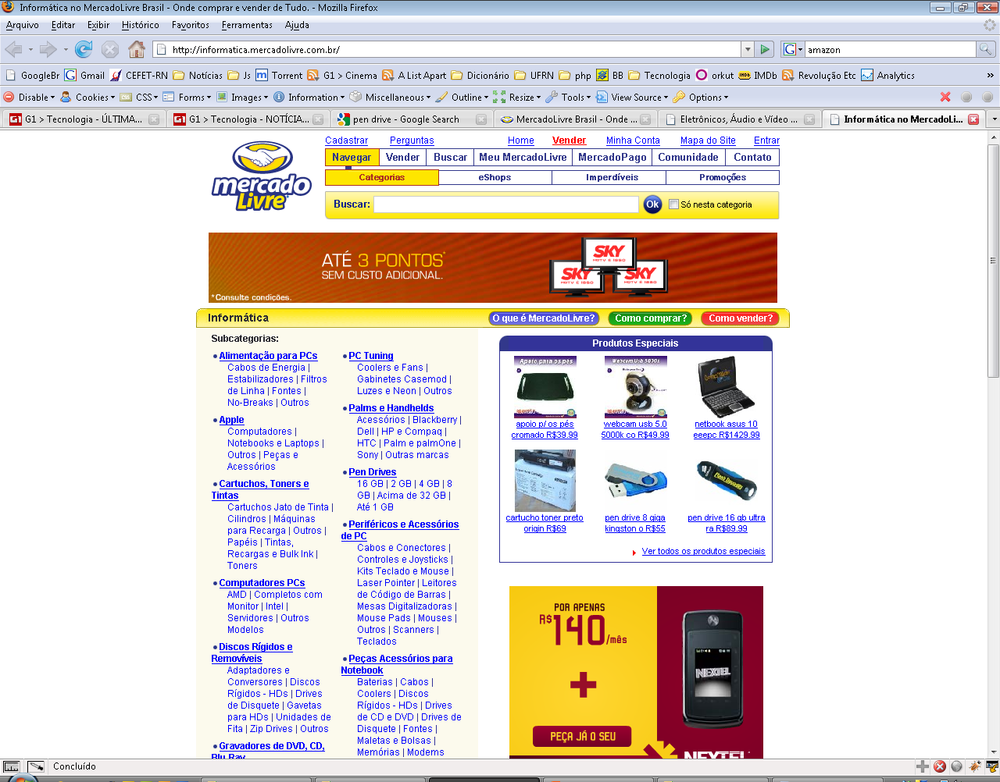 Informática no MercadoLivre Brasil - Onde comprar e vender de Tudo. - Mozilla Firefox
Arquivo Editar Exibir Histórico Favoritos Ferramentas Ajuda
http://informatica.mercadolivre.com.br/
amazon
GoogleBr Gmail CEFET-RN Notícias Js Torrent G1 > Cinema A List Apart Dicionário UFRN php BB Tecnologia orkut IMDb Revolução Etc Analytics »
Disable CookieS CSS Forms Images Information Miscellaneous Outline Resize Tools View Source Options
G1 > Tecnologia - ÚLTIMA... G1 > Tecnologia - NOTÍCIA... pen drive - Google Search MercadoLivre Brasil - Onde ... Eletrônicos, Áudio e Vídeo ... Informática no MercadoLi...
mercado
Livre
Cadastrar Perguntas Home Vender Minha Conta Mapa do Site Entrar
Navegar Vender Buscar Meu MercadoLivre MercadoPago Comunidade Contato
Categorias eShops Imperdíveis Promoções
Buscar: Ok Só nesta categoria
ATÉ 3 PONTOS*
SEM CUSTO ADICIONAL.
*Consulte condições.
SKY
HDTV É ISSO
SKY
HDTV É ISSO
SKY
HDTV É ISSO
Informática O que é MercadoLivre? Como comprar? Como vender?
Subcategorias:
Alimentação para PCs
Cabos de Energia |
Estabilizadores | Filtros
de Linha | Fontes |
No-Breaks | Outros
Apple
Computadores |
Notebooks e Laptops |
Outros | Peças e
Acessórios
Cartuchos, Toners e
Tintas
Cartuchos Jato de Tinta |
Cilindros | Máquinas
para Recarga | Outros |
Papéis | Tintas,
Recargas e Bulk Ink |
Toners
Computadores PCs
AMD | Completos com
Monitor | Intel |
Servidores | Outros
Modelos
Discos Rígidos e
Removíveis
Adaptadores e
Conversores | Discos
Rígidos - HDs | Drives
de Disquete | Gavetas
para HDs | Unidades de
Fita | Zip Drives | Outros
Gravadores de DVD, CD,
Blu-Ray
PC Tuning
Coolers e Fans |
Gabinetes Casemod |
Luzes e Neon | Outros
Palms e Handhelds
Acessórios | Blackberry |
Dell | HP e Compaq |
HTC | Palm e palmOne |
Sony | Outras marcas
Pen Drives
16 GB | 2 GB | 4 GB | 8
GB | Acima de 32 GB |
Até 1 GB
Periféricos e Acessórios
de PC
Cabos e Conectores |
Controles e Joysticks |
Kits Teclado e Mouse |
Laser Pointer | Leitores
de Código de Barras |
Mesas Digitalizadoras |
Mouse Pads | Mouses |
Outros | Scanners |
Teclados
Peças Acessórios para
Notebook
Baterias | Cabos |
Coolers | Discos
Rígidos - HDs | Drives
de CD e DVD | Drives de
Disquete | Fontes |
Maletas e Bolsas |
Memórias | Modems
Produtos Especiais
Apoio para os pés
Webcam Usb 5000k
apoio p/ os pés
cromado R$39.99
webcam usb 5.0
5000k co R$49.99
netbook asus 10
eeepc R$1429.99
cartucho toner preto
origin R$69
pen drive 8 giga
kingston o R$55
pen drive 16 gb ultra
ra R$89.99
Ver todos os produtos especiais
POR APENAS
R$140/mês
+
PEÇA JÁ O SEU
NEXTEL
NEXTEL
Concluído